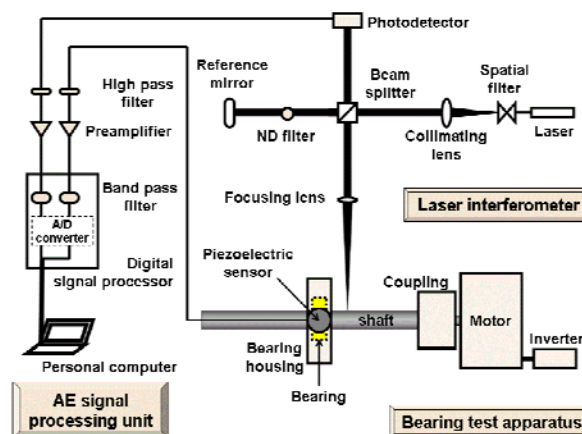 Photodetector
Reference
mirror
Beam
splitter
Spatial
filter
High pass
filter
Preamplifier
ND filter
Collimating
lens
Laser
Band pass
filter
A/D
converter
Focusing lens
Laser interferometer
Digital
signal processor
Piezoelectric
sensor
Coupling
shaft
Motor
Inverter
Personal computer
Bearing
housing
Bearing
AE signal
processing unit
Bearing test apparatus